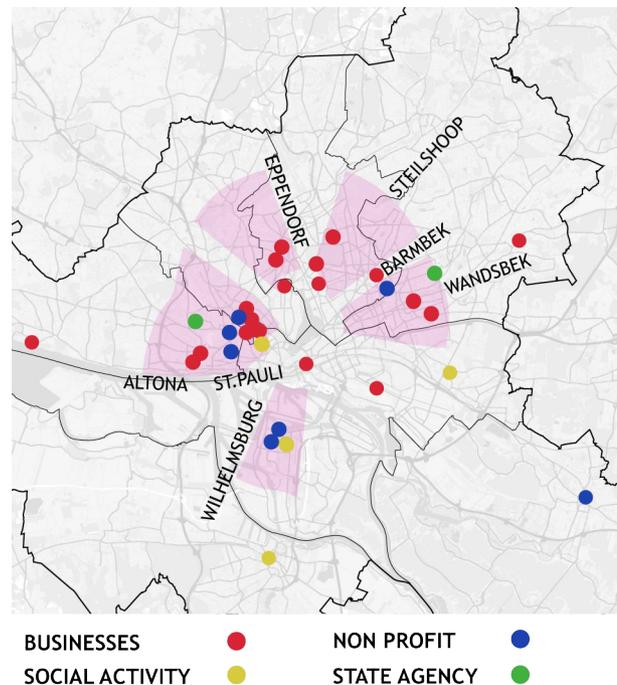 STEILSHOOP
EPPENDORF
BARMBEK
WANDSBEK
ALTONA
ST.PAULI
WILHELMSBURG
BUSINESSES
NON PROFIT
SOCIAL ACTIVITY
STATE AGENCY